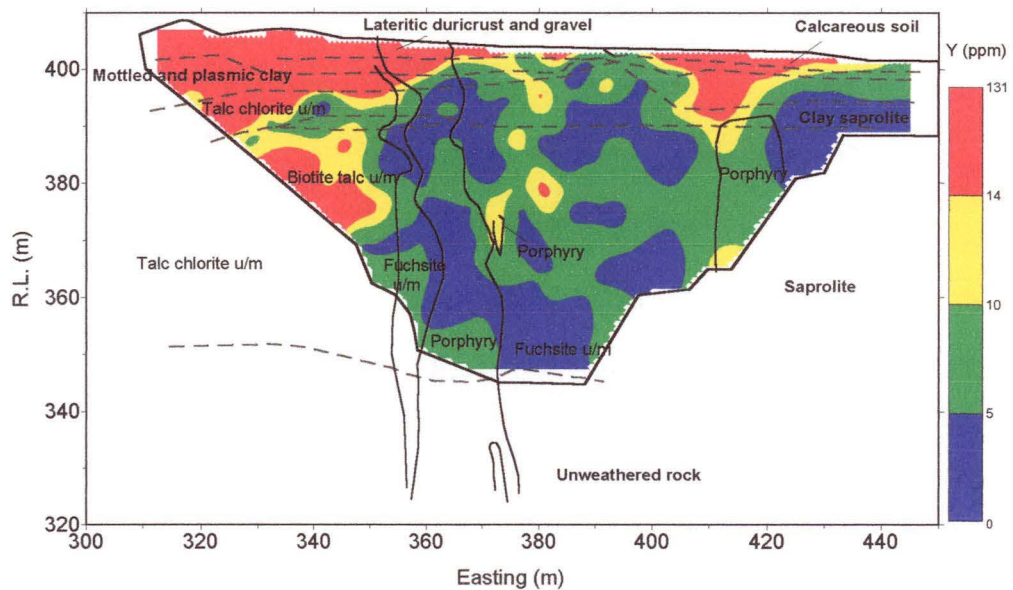 Lateritic duricrust and gravel
Calcareous soil
Y (ppm)
400
Mottled and plasmic clay
131
Talc chlorite u/m
Clay saprolite
380
Biotite talc u/m
Porphyry
14
R.L. (m)
Talc chlorite u/m
Fuchsite
u/m
Porphyry
Saprolite
360
10
Porphyry
Fuchsite u/m
340
5
Unweathered rock
320
0
300
320
340
360
380
400
420
440
Easting (m)